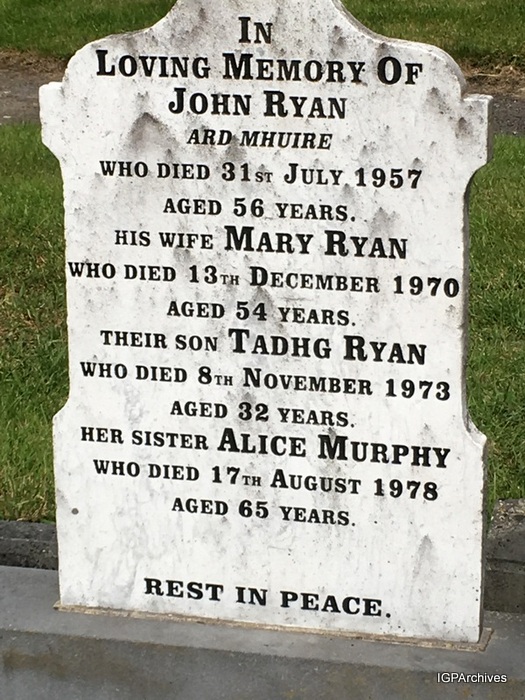 IN
LOVING MEMORY OF
JOHN RYAN
ARD MHUIRE
WHO DIED 31ST JULY 1957
AGED 56 YEARS.
HIS WIFE MARY RYAN
WHO DIED 13TH DECEMBER 1970
AGED 54 YEARS.
THEIR SON TADHG RYAN
WHO DIED 8TH NOVEMBER 1973
AGED 32 YEARS.
HER SISTER ALICE MURPHY
WHO DIED 17TH AUGUST 1978
AGED 65 YEARS.
REST IN PEACE.
IGPArchives